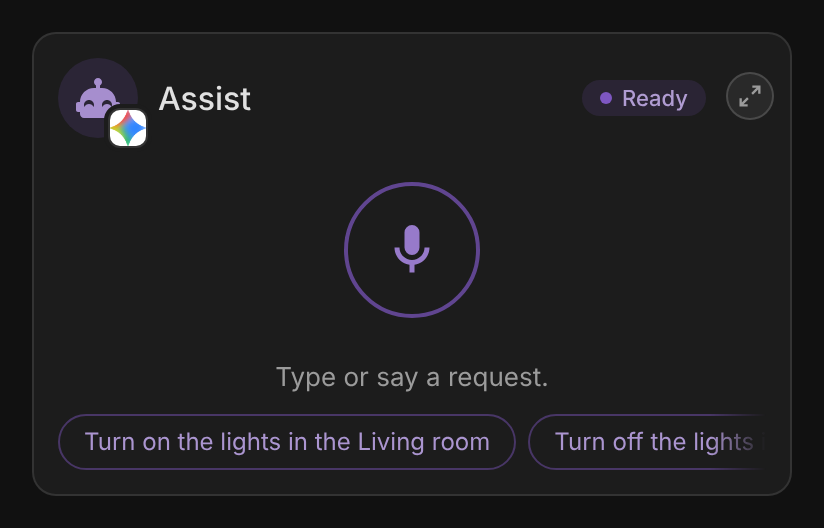 Assist
Ready
Type or say a request.
Turn on the lights in the Living room
Turn off the lights